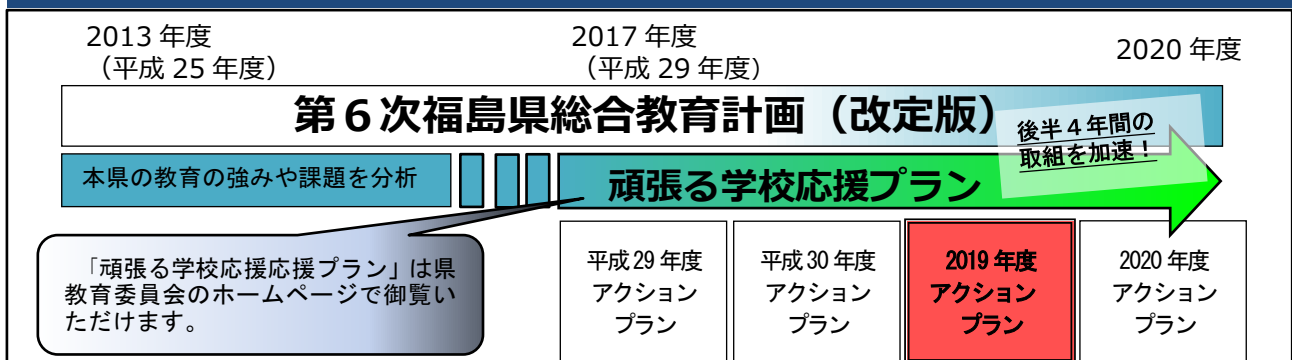 2013 年度
（平成 25 年度）
2017 年度
（平成 29 年度）
2020 年度
第６次福島県総合教育計画（改定版）
後半４年間の
取組を加速！
本県の教育の強みや課題を分析
頑張る学校応援プラン
「頑張る学校応援応援プラン」は県
教育委員会のホームページで御覧い
ただけます。
平成 29 年度
アクション
プラン
平成 30 年度
アクション
プラン
2019 年度
アクション
プラン
2020 年度
アクション
プラン